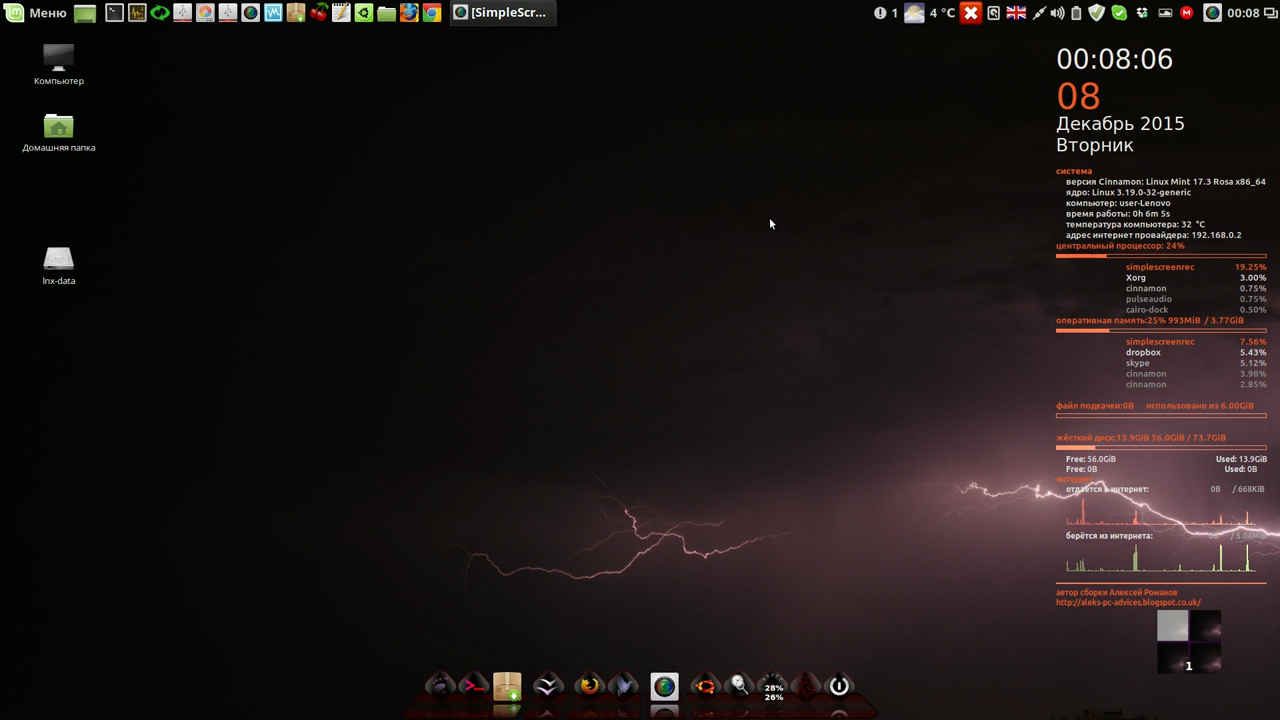 Меню
[SimpleScr...
1
4 °C
00:08
Компьютер
Домашняя папка
lnx-data
00:08:06
08
Декабрь 2015
Вторник
система
версия Cinnamon: Linux Mint 17.3 Rosa x86_64
ядро: Linux 3.19.0-32-generic
компьютер: user-Lenovo
время работы: 0h 6m 5s
температура компьютера: 32 °C
адрес интернет провайдера: 192.168.0.2
центральный процессор: 24%
simplescreenrec 19.25%
Xorg 3.00%
cinnamon 0.75%
pulseaudio 0.75%
cairo-dock 0.50%
оперативная память:25% 993MiB / 3.77GiB
simplescreenrec 7.56%
dropbox 5.43%
skype 5.12%
cinnamon 3.98%
cinnamon 2.85%
файл подкачки:0B использовано из 6.00GiB
жёсткий диск:13.9GiB 56.0GiB / 73.7GiB
Free: 56.0GiB Used: 13.9GiB
Free: 0B Used: 0B
интернет
отдаётся в интернет: 0B / 668KiB
берётся из интернета: 0B / 5.04MiB
автор сборки Алексей Романов
http://aleks-pc-advices.blogspot.co.uk/
1
28%
26%